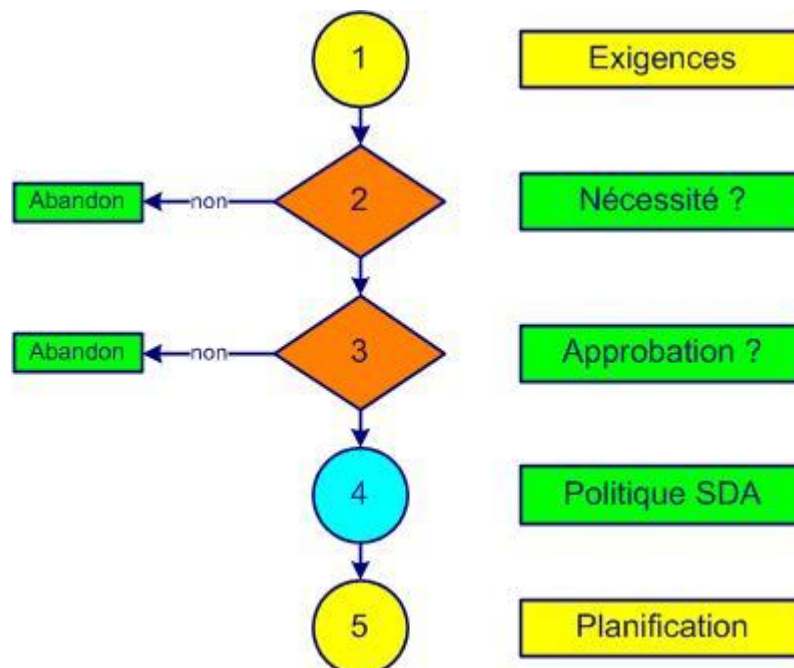 1
Exigences
Abandon
non
2
Nécessité ?
Abandon
non
3
Approbation ?
4
Politique SDA
5
Planification